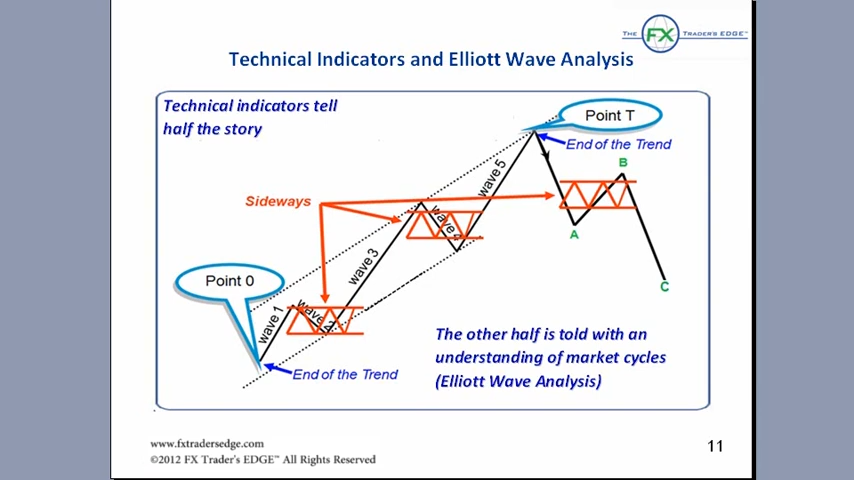 THE FX TRADER'S EDGE™
Technical Indicators and Elliott Wave Analysis
Technical indicators tell
half the story
Point T
End of the Trend
B
wave 5
Sideways
wave 4
A
wave 3
Point 0
C
wave 2
wave 1
The other half is told with an
understanding of market cycles
(Elliott Wave Analysis)
End of the Trend
www.fxtradersedge.com
©2012 FX Trader's EDGE™ All Rights Reserved
11